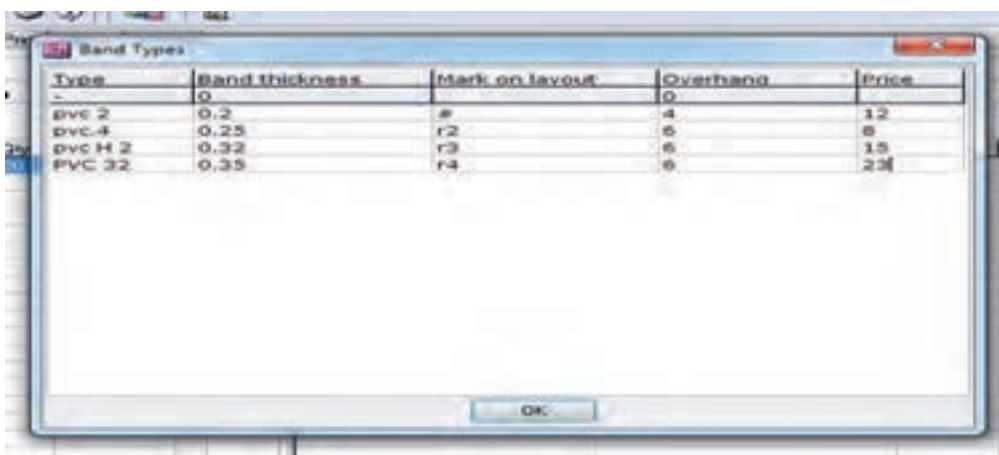 Band Types
Type Band thickness Mark on layout Overhang Price
- 0 0
pvc 2 0.2 4 12
pvc.4 0.25 r2 6
pvc H 2 0.32 r3 6 15
PVC 32 0.35 r4 6 23
OK